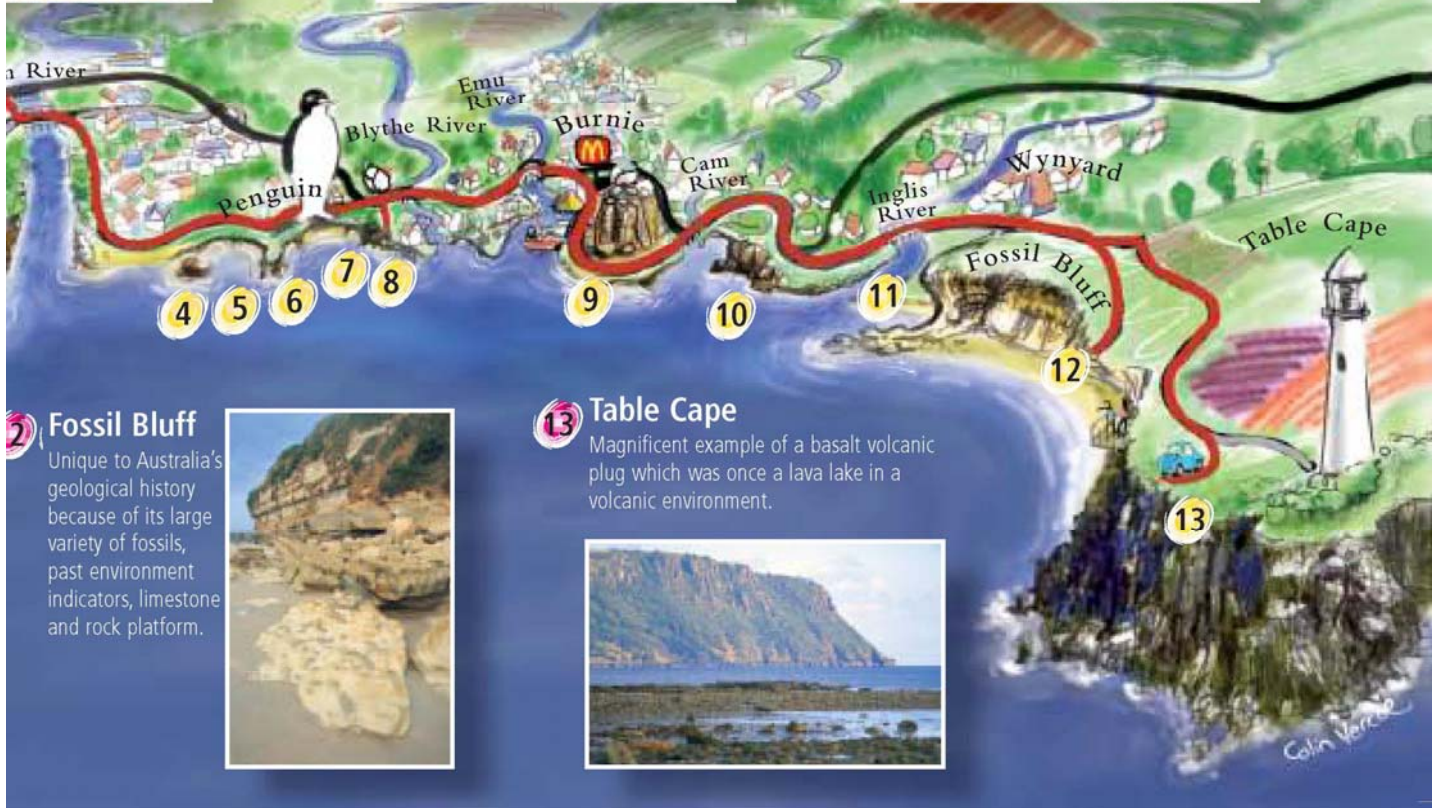 n River
Emu
River
Burnie
Blythe River
Penguin
Cam
River
Inglis
River
Wynyard
Table Cape
Fossil Bluff
4
5
6
7
8
9
10
11
12
13
2 Fossil Bluff
Unique to Australia's
geological history
because of its large
variety of fossils,
past environment
indicators, limestone
and rock platform.
13 Table Cape
Magnificent example of a basalt volcanic
plug which was once a lava lake in a
volcanic environment.
Colin